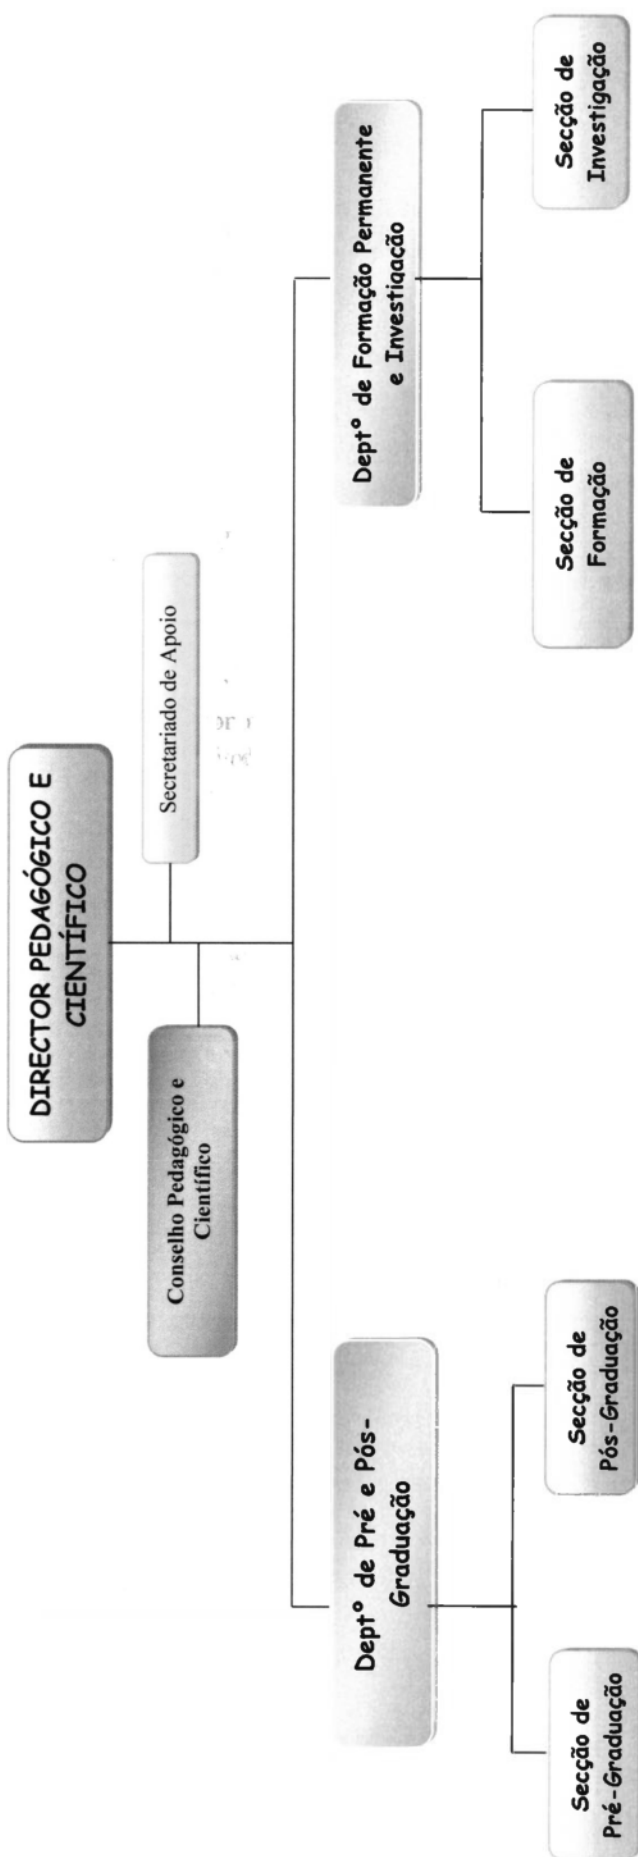 DIRECTOR PEDAGÓGICO E
CIENTÍFICO
Secretariado de Apoio
Conselho Pedagógico e
Científico
Deptº de Pré e Pós-
Graduação
Deptº de Formação Permanente
e Investigação
Secção de
Pré-Graduação
Secção de
Pós-Graduação
Secção de
Formação
Secção de
Investigação